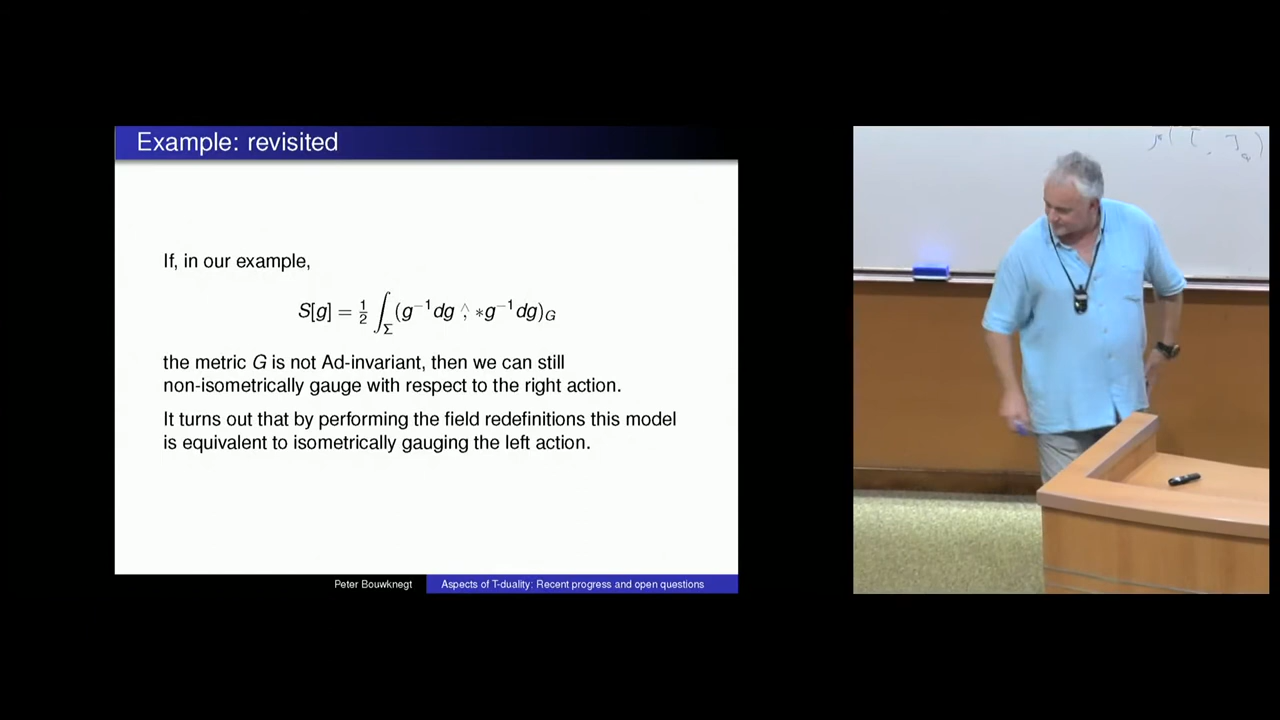 Example: revisited
If, in our example,
S[g] = ½ ∫_Σ (g⁻¹dg ∧, *g⁻¹dg)_G
the metric G is not Ad-invariant, then we can still
non-isometrically gauge with respect to the right action.
It turns out that by performing the field redefinitions this model
is equivalent to isometrically gauging the left action.
Peter Bouwknegt
Aspects of T-duality: Recent progress and open questions